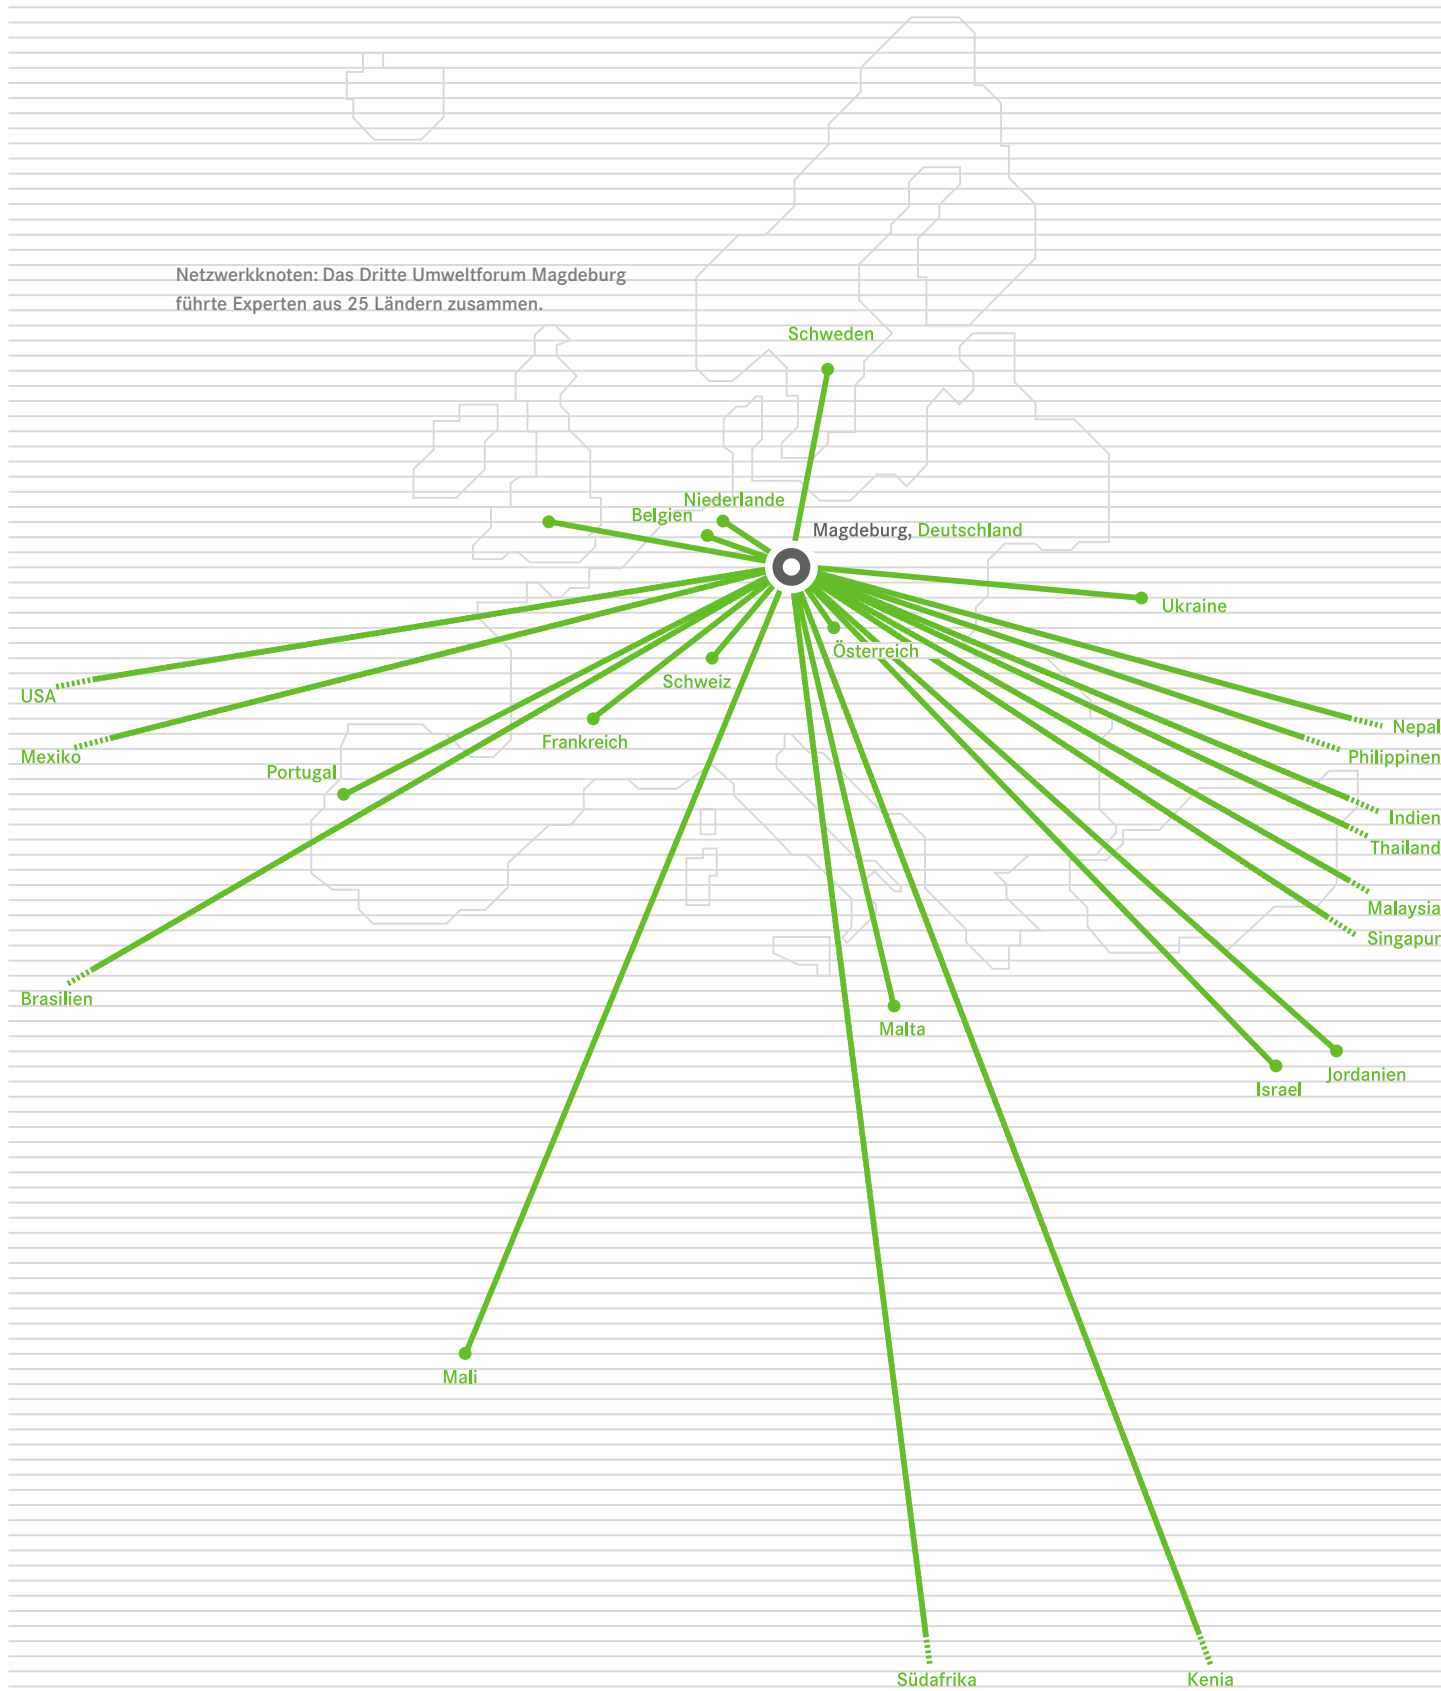 Netzwerkknoten: Das Dritte Umweltforum Magdeburg
führte Experten aus 25 Ländern zusammen.
Schweden
Niederlande
Belgien
Magdeburg, Deutschland
Ukraine
Österreich
Schweiz
USA
Nepal
Frankreich
Mexiko
Philippinen
Portugal
Indien
Thailand
Malaysia
Singapur
Brasilien
Malta
Jordanien
Israel
Mali
Südafrika
Kenia